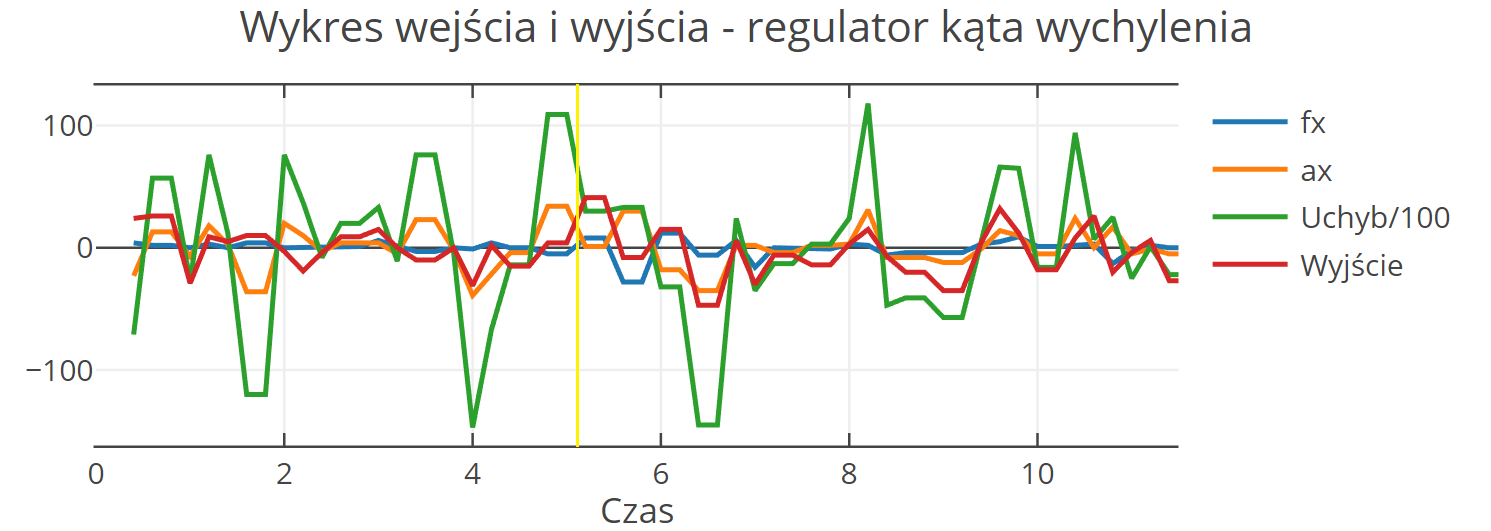 Wykres wejścia i wyjścia - regulator kąta wychylenia
100
0
−100
0 2 4 6 8 10
Czas
fx
ax
Uchyb/100
Wyjście